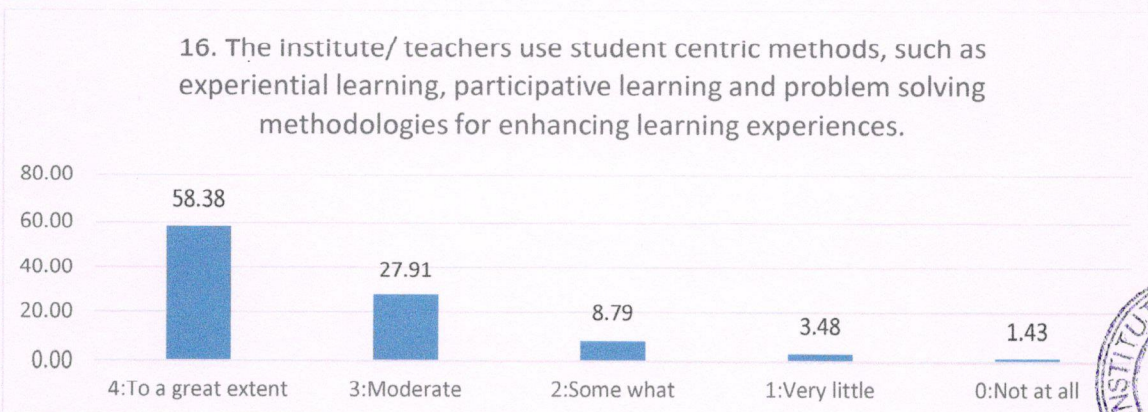 16. The institute/ teachers use student centric methods, such as
experiential learning, participative learning and problem solving
methodologies for enhancing learning experiences.
80.00
60.00
40.00
20.00
0.00
58.38
27.91
8.79
3.48
1.43
4:To a great extent
3:Moderate
2:Some what
1:Very little
0:Not at all